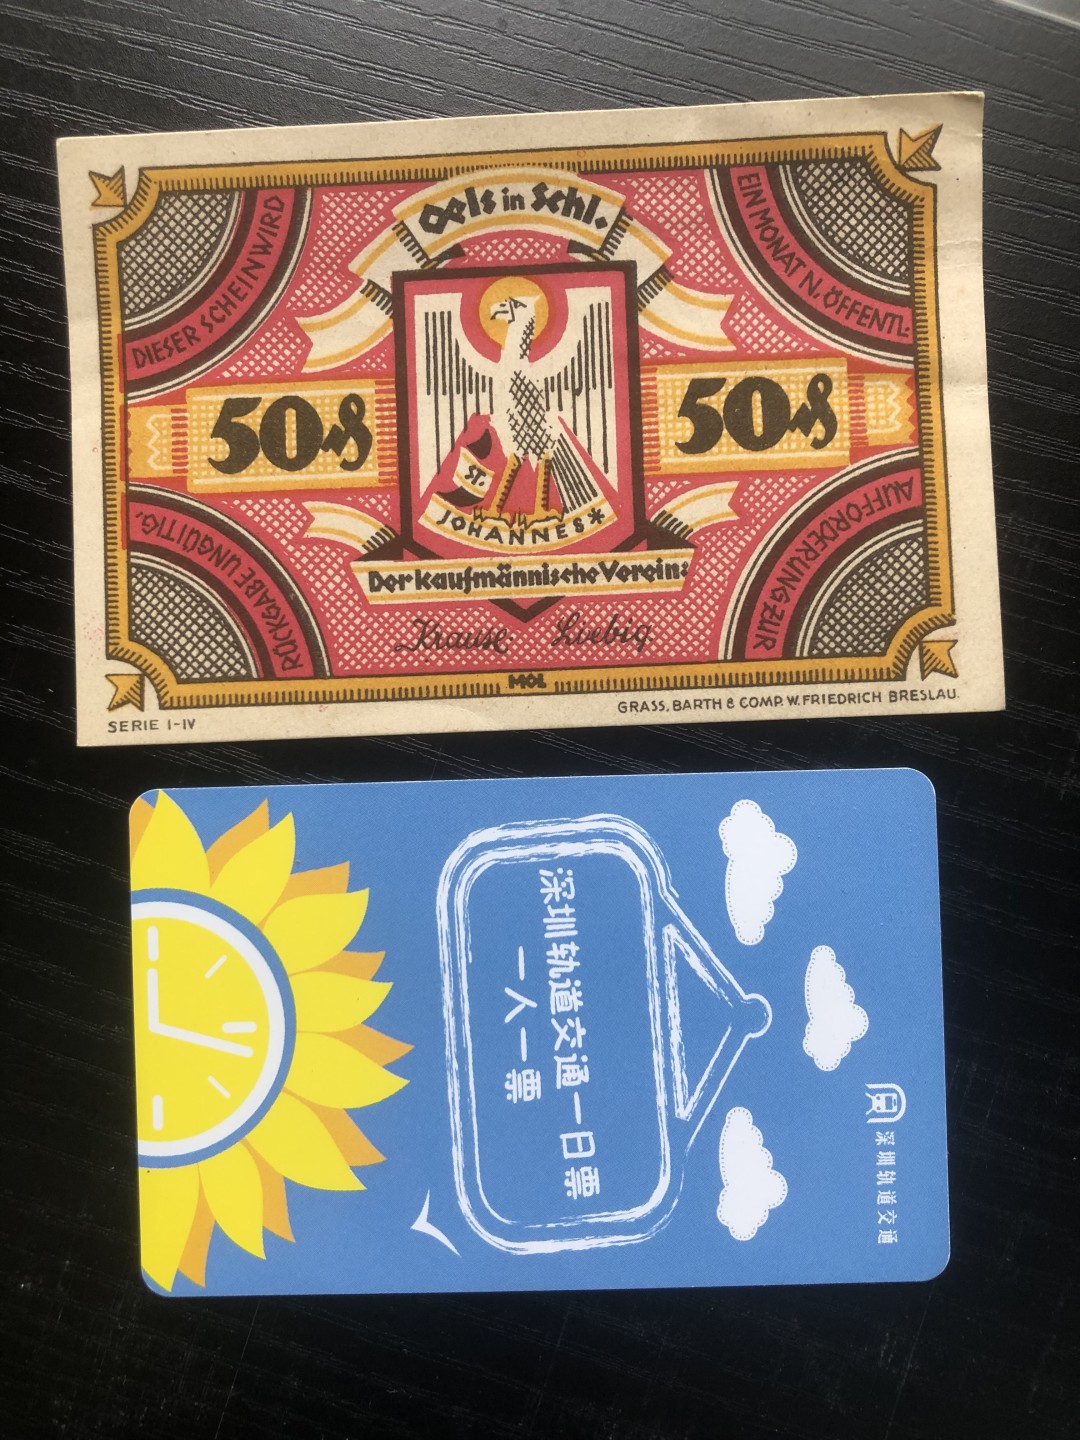 Oels in Schl.
DIESER SCHEIN WIRD
EIN MONAT N. ÖFFENTL:
AUFFORDERUNG ZUR
RÜCKGABE UNGÜLTIG.
50₰
50₰
ST.
JOHANNES*
Der kaufmännische Verein:
Krause Luebig.
MOL
SERIE I-IV
GRASS, BARTH & COMP. W. FRIEDRICH BRESLAU.
深圳轨道交通一日票
一人一票
深圳轨道交通